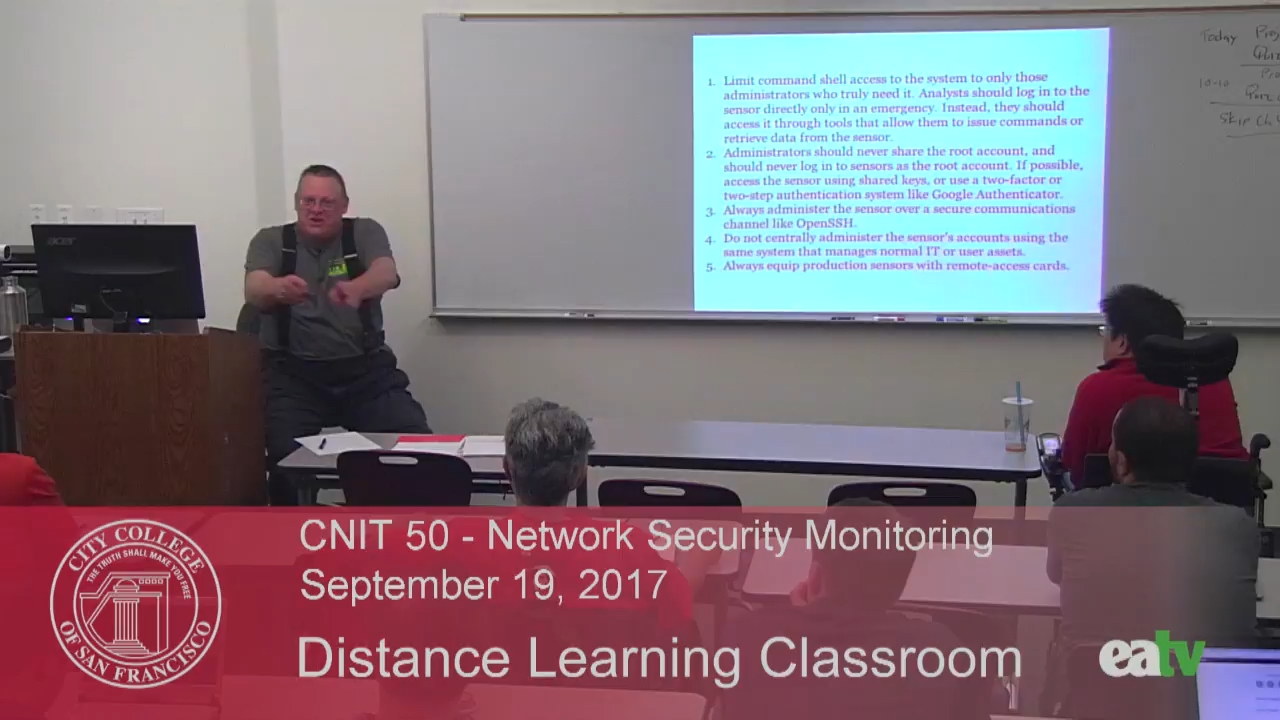 Today
10-10
Skip Ch
1. Limit command shell access to the system to only those
administrators who truly need it. Analysts should log in to the
sensor directly only in an emergency. Instead, they should
access it through tools that allow them to issue commands or
retrieve data from the sensor.
2. Administrators should never share the root account, and
should never log in to sensors as the root account. If possible,
access the sensor using shared keys, or use a two-factor or
two-step authentication system like Google Authenticator.
3. Always administer the sensor over a secure communications
channel like OpenSSH.
4. Do not centrally administer the sensor's accounts using the
same system that manages normal IT or user assets.
5. Always equip production sensors with remote-access cards.
acer
CITY COLLEGE
OF SAN FRANCISCO
THE TRUTH SHALL MAKE YOU FREE
CNIT 50 - Network Security Monitoring
September 19, 2017
Distance Learning Classroom
eatv